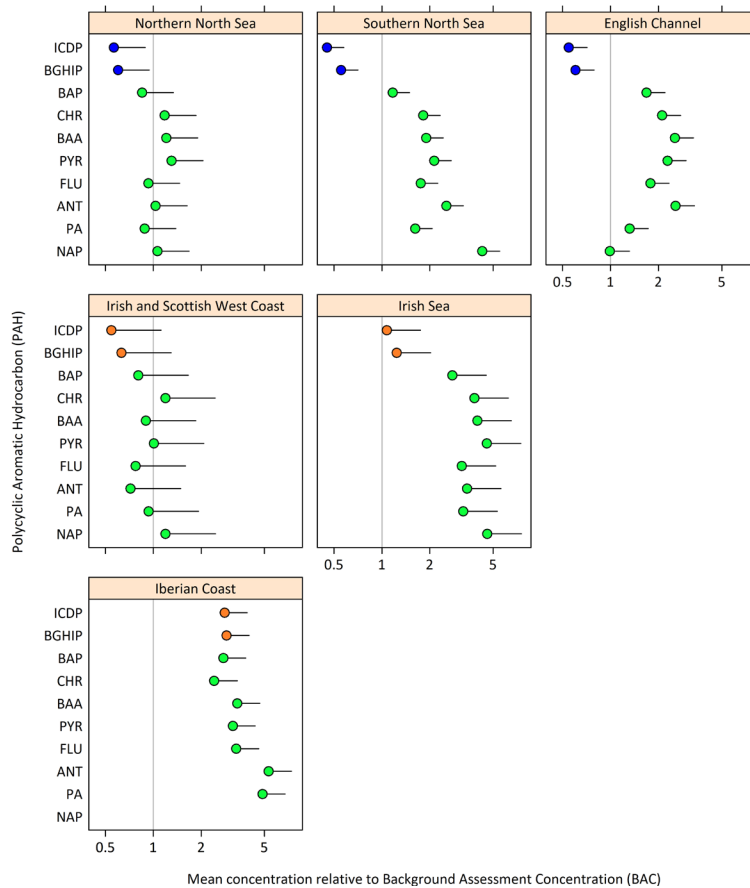 Northern North Sea Southern North Sea English Channel
ICDP
BGHIP
BAP
CHR
BAA
PYR
FLU
ANT
PA
NAP
0.5 1 2 5
Irish and Scottish West Coast Irish Sea
ICDP
BGHIP
BAP
CHR
BAA
PYR
FLU
ANT
PA
NAP
0.5 1 2 5
Iberian Coast
ICDP
BGHIP
BAP
CHR
BAA
PYR
FLU
ANT
PA
NAP
0.5 1 2 5
Polycyclic Aromatic Hydrocarbon (PAH)
Mean concentration relative to Background Assessment Concentration (BAC)